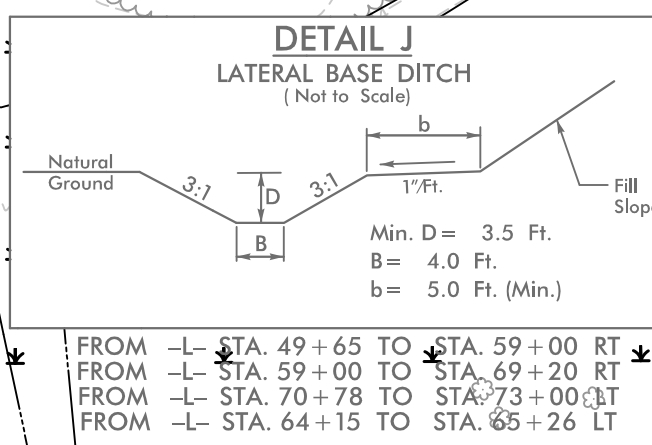 DETAIL J
LATERAL BASE DITCH
( Not to Scale)
b
Natural
Ground
3:1
D
3:1
1"/Ft.
B
Fill
Slope
Min. D = 3.5 Ft.
B = 4.0 Ft.
b = 5.0 Ft. (Min.)
FROM -L- STA. 49+65 TO STA. 59+00 RT
FROM -L- STA. 59+00 TO STA. 69+20 RT
FROM -L- STA. 70+78 TO STA. 73+00 LT
FROM -L- STA. 64+15 TO STA. 65+26 LT